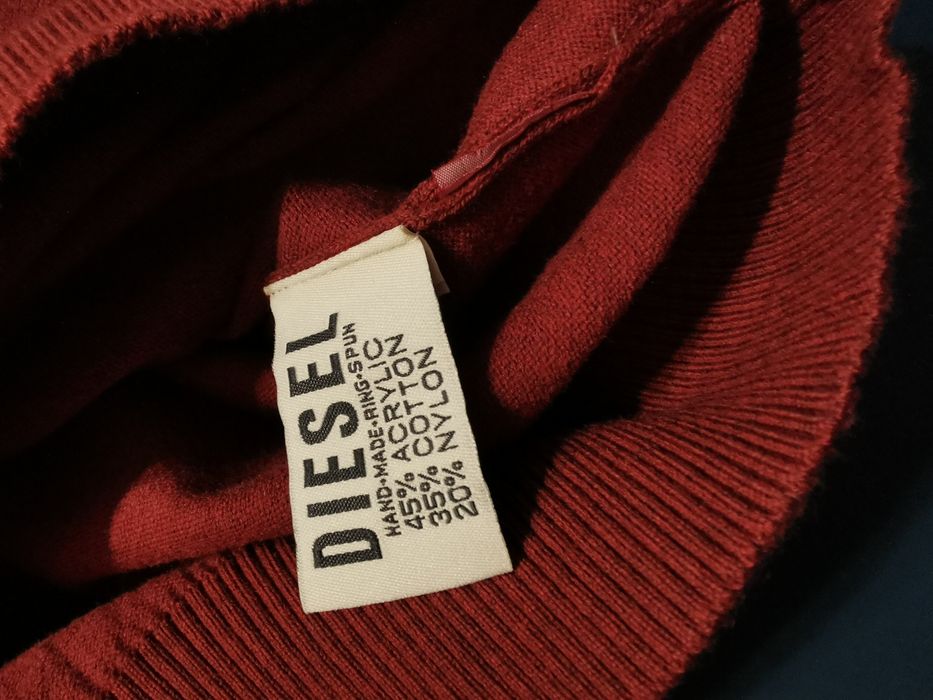 DIESEL
HAND•MADE•RING•SPUN
45% ACRYLIC
35% COTTON
20% NYLON